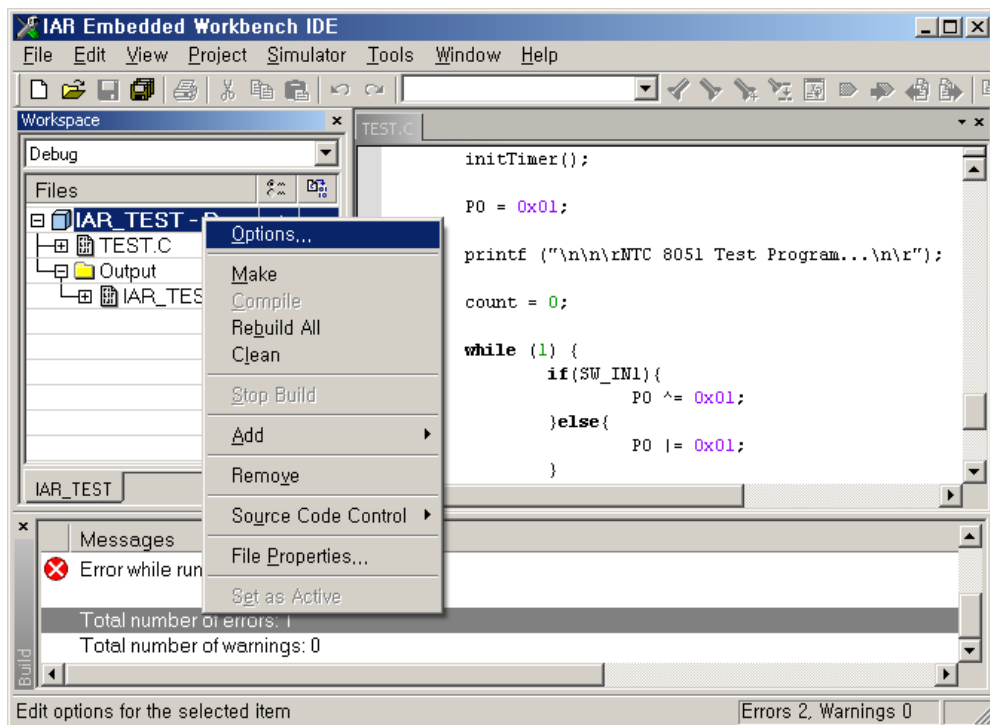 IAR Embedded Workbench IDE
File Edit View Project Simulator Tools Window Help
Workspace
TEST.C
Debug
Files
IAR_TEST -
TEST.C
Output
IAR_TES
IAR_TEST
Options...
Make
Compile
Rebuild All
Clean
Stop Build
Add
Remove
Source Code Control
File Properties...
Set as Active
initTimer();
P0 = 0x01;
printf ("\n\n\rNTC 8051 Test Program...\n\r");
count = 0;
while (1) {
if(SW_IN1){
P0 ^= 0x01;
}else{
P0 |= 0x01;
}
Messages
Error while run
Total number of errors: 1
Total number of warnings: 0
Build
Edit options for the selected item
Errors 2, Warnings 0